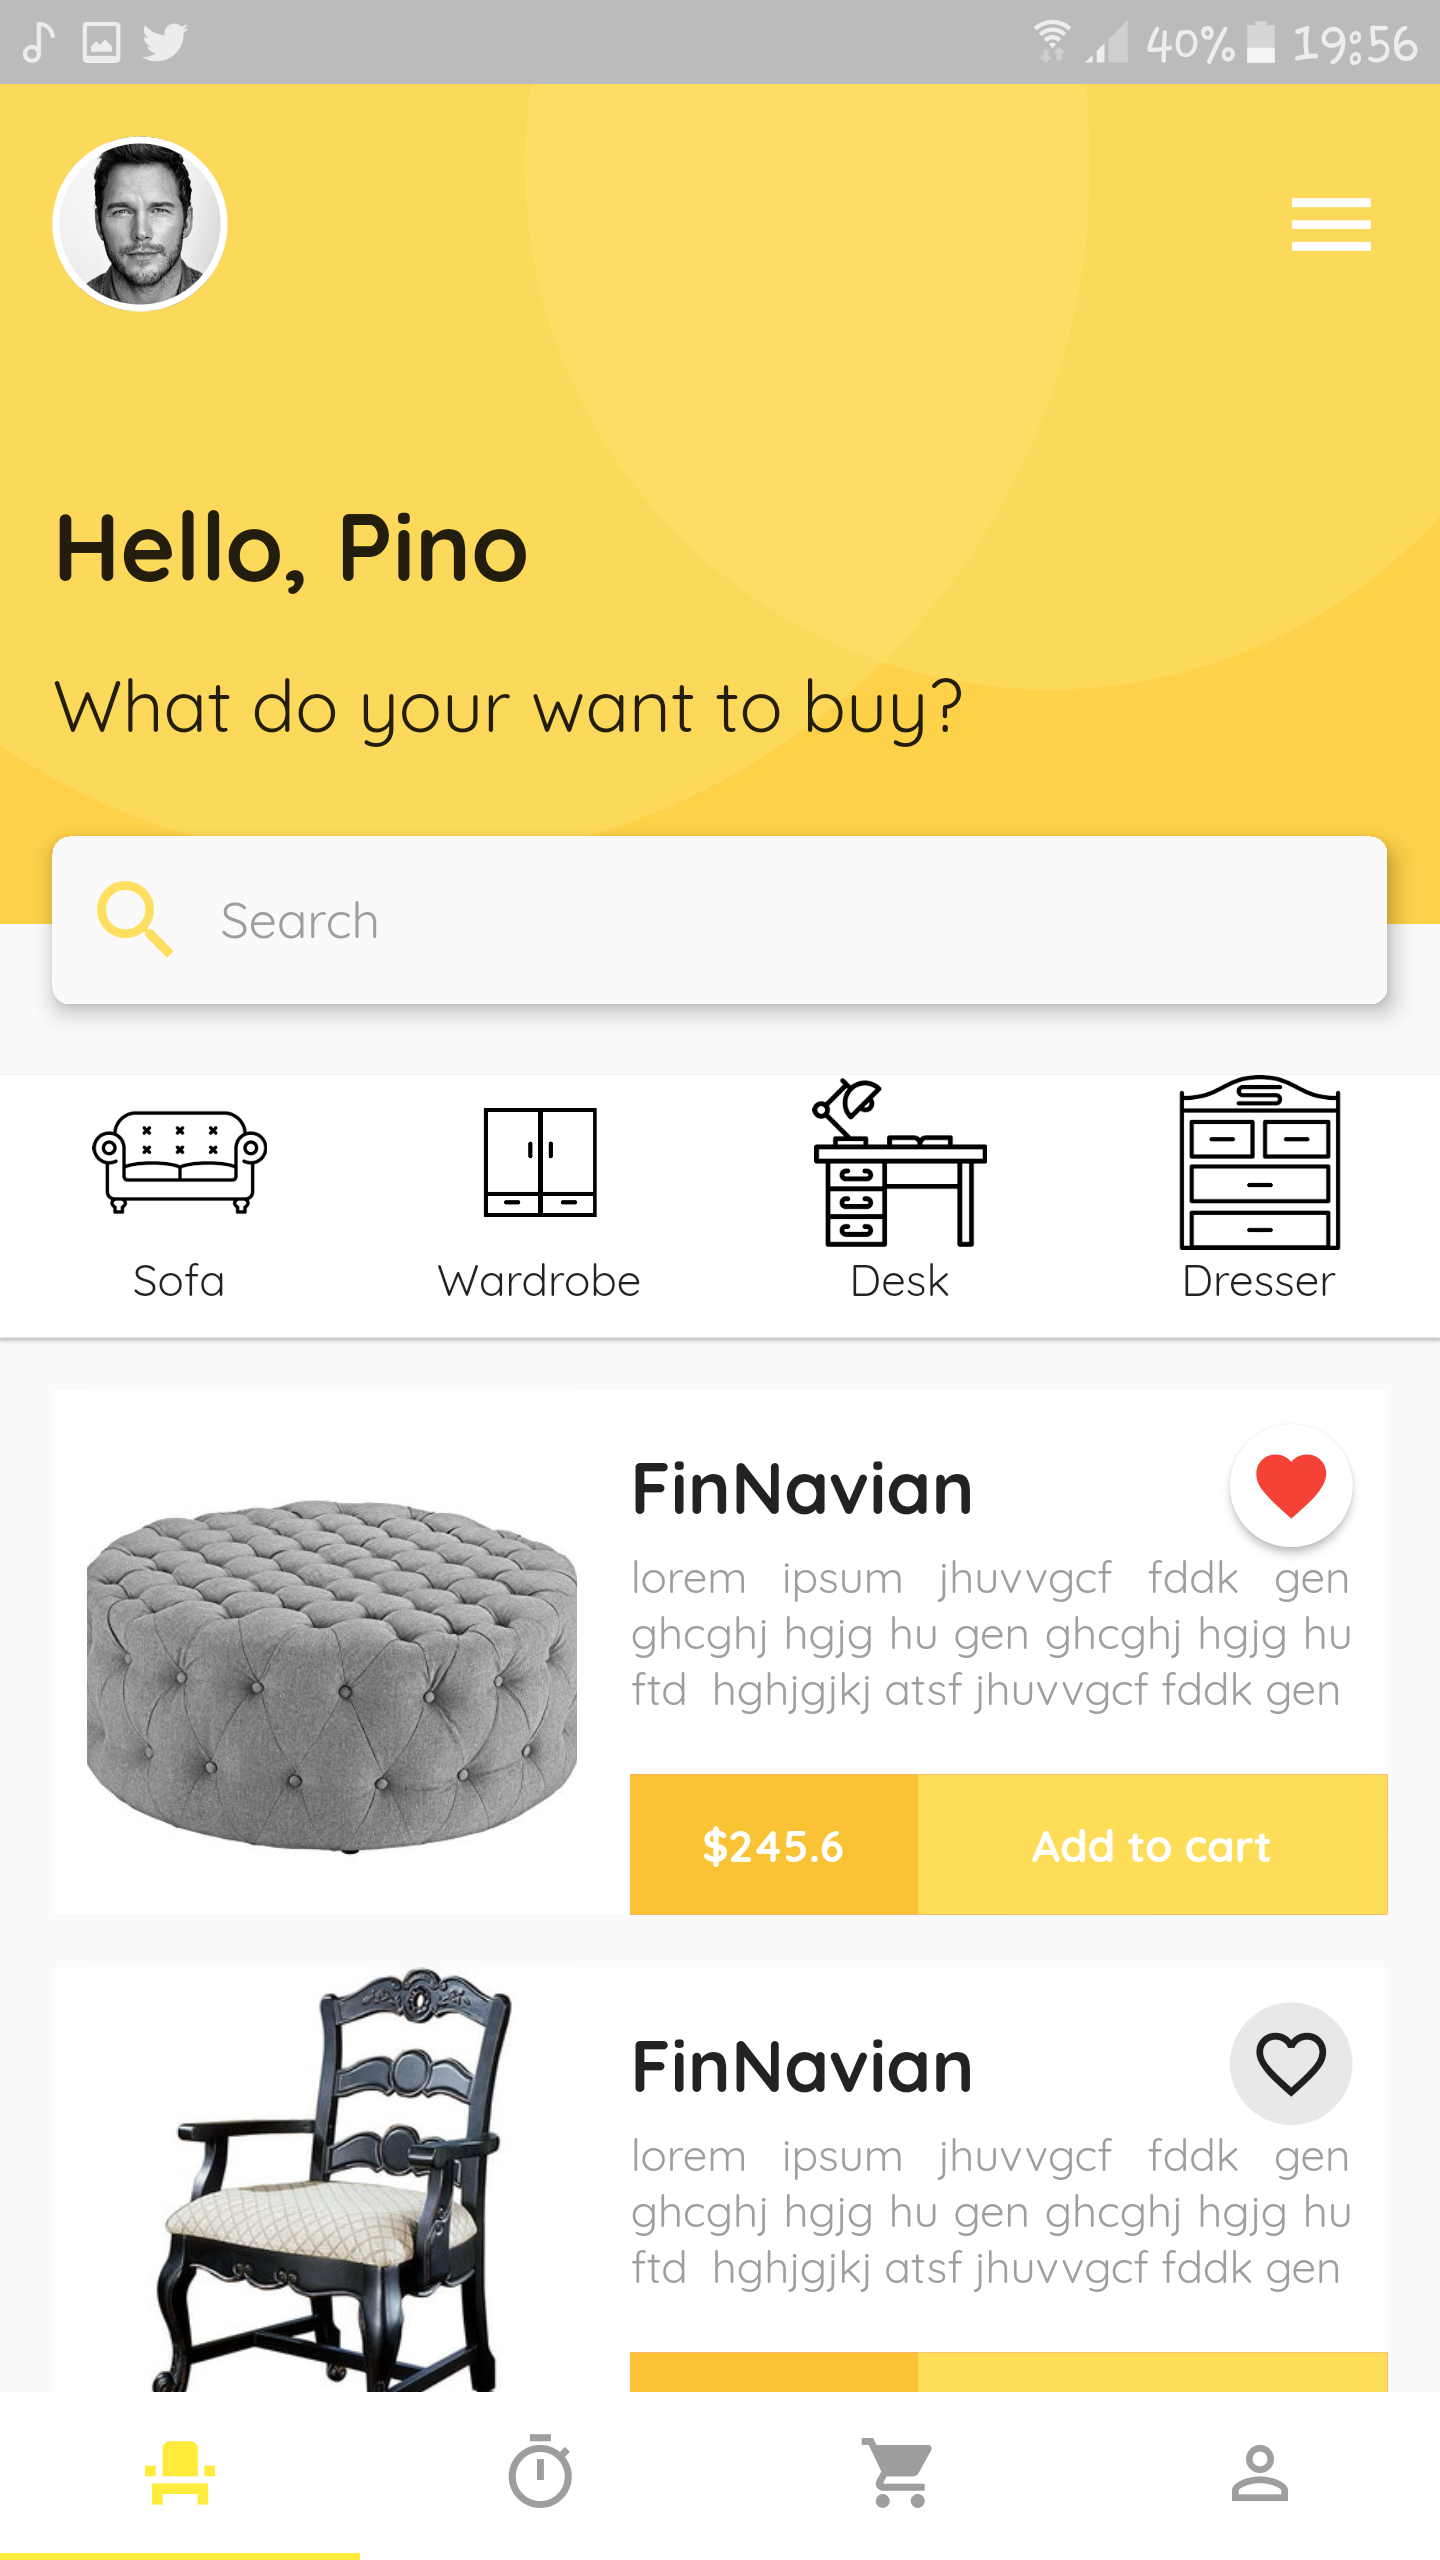 40% 19:56
Hello, Pino
What do your want to buy?
Search
Sofa Wardrobe Desk Dresser
FinNavian
lorem ipsum jhuvvgcf fddk gen
ghcghj hgjg hu gen ghcghj hgjg hu
ftd hghjgjkj atsf jhuvvgcf fddk gen
$245.6 Add to cart
FinNavian
lorem ipsum jhuvvgcf fddk gen
ghcghj hgjg hu gen ghcghj hgjg hu
ftd hghjgjkj atsf jhuvvgcf fddk gen